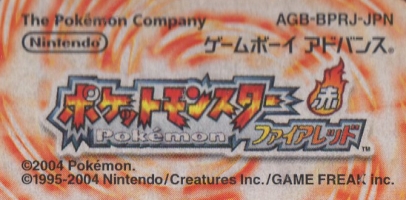 The Pokémon Company AGB-BPRJ-JPN
Nintendo ゲームボーイ アドバンス®
ポケットモンスター 赤
Pokémon ファイアレッド™
©2004 Pokémon.
©1995-2004 Nintendo/Creatures Inc./GAME FREAK inc.